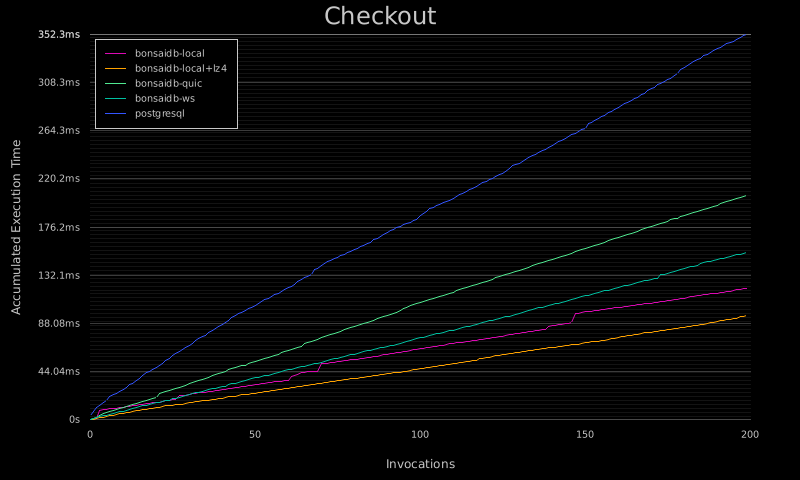 Checkout
352.3ms
308.3ms
264.3ms
220.2ms
176.2ms
132.1ms
88.08ms
44.04ms
0s
Accumulated Execution Time
bonsaidb-local
bonsaidb-local+lz4
bonsaidb-quic
bonsaidb-ws
postgresql
0 50 100 150 200
Invocations